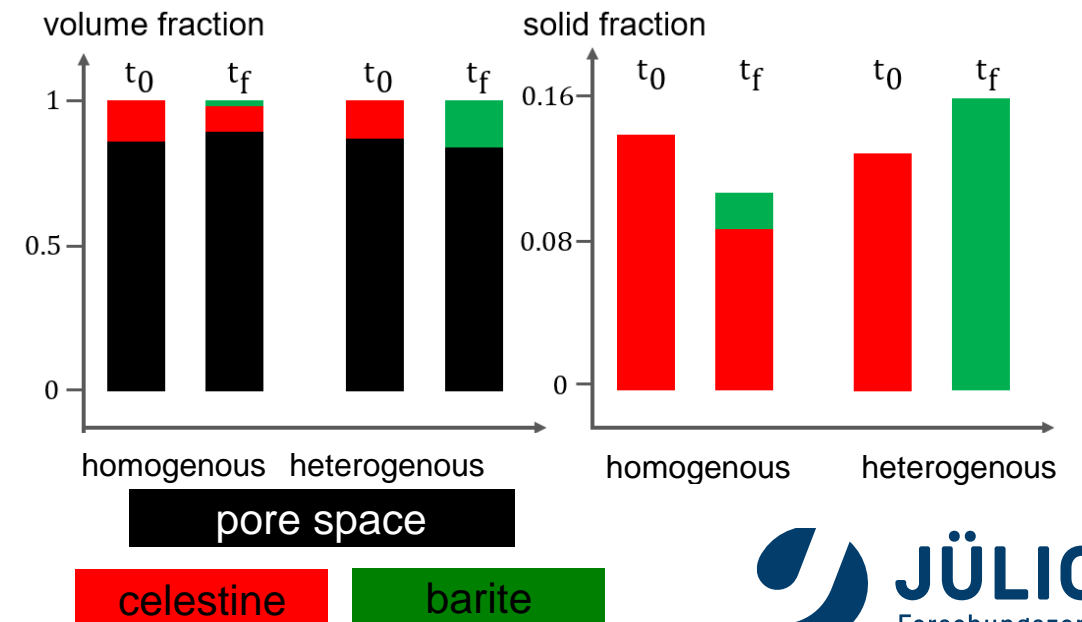 volume fraction
t0 tf t0 tf
1
0.5
0
homogenous heterogenous
solid fraction
t0 tf t0 tf
0.16
0.08
0
homogenous heterogenous
pore space
celestine
barite